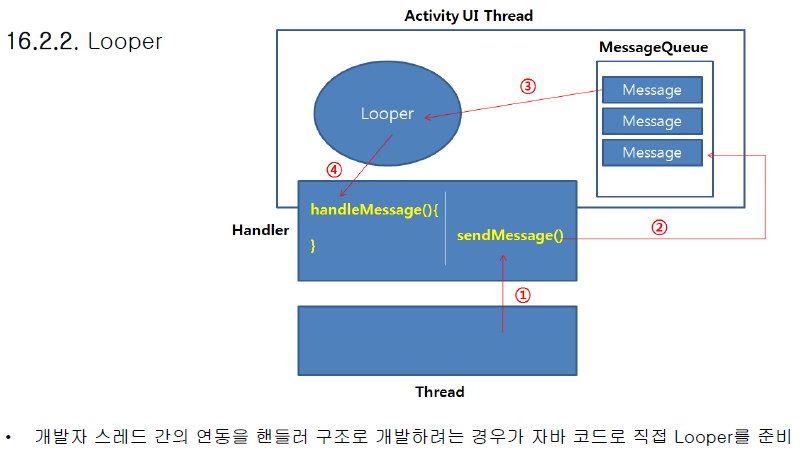 16.2.2. Looper
Activity UI Thread
MessageQueue
Message
Message
Message
Looper
③
④
Handler
handleMessage(){
}
sendMessage()
②
①
Thread
• 개발자 스레드 간의 연동을 핸들러 구조로 개발하려는 경우가 자바 코드로 직접 Looper를 준비